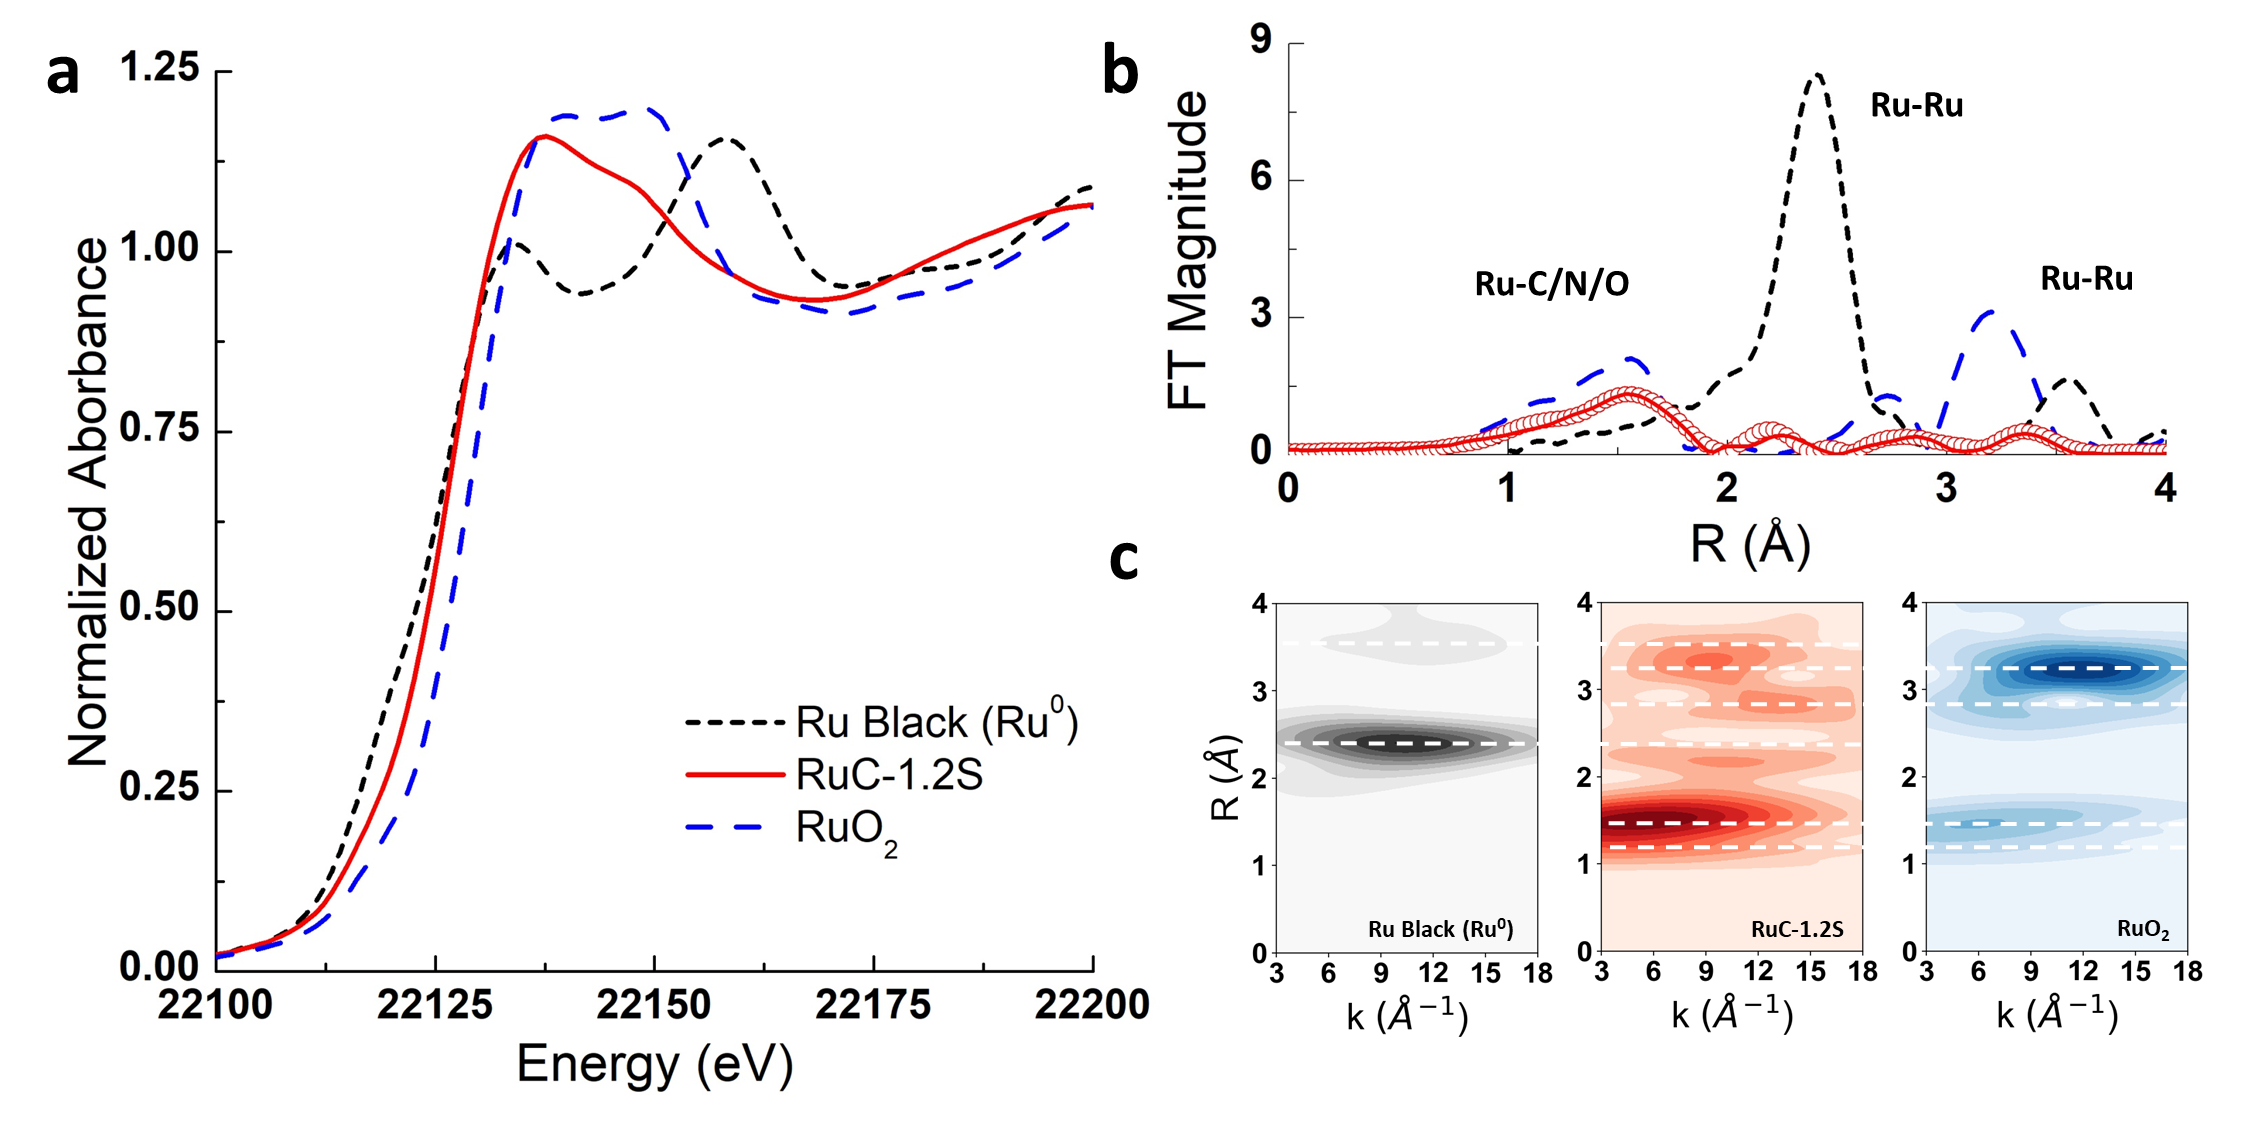 a
1.25
1.00
0.75
0.50
0.25
0.00
Normalized Aborbance
22100 22125 22150 22175 22200
Energy (eV)
Ru Black (Ru⁰)
RuC-1.2S
RuO₂
b
9
6
3
0
FT Magnitude
Ru-C/N/O
Ru-Ru
Ru-Ru
0 1 2 3 4
R (Å)
c
4
3
2
1
0
R (Å)
Ru Black (Ru⁰)
3 6 9 12 15 18
k (Å⁻¹)
4
3
2
1
0
RuC-1.2S
3 6 9 12 15 18
k (Å⁻¹)
4
3
2
1
0
RuO₂
3 6 9 12 15 18
k (Å⁻¹)